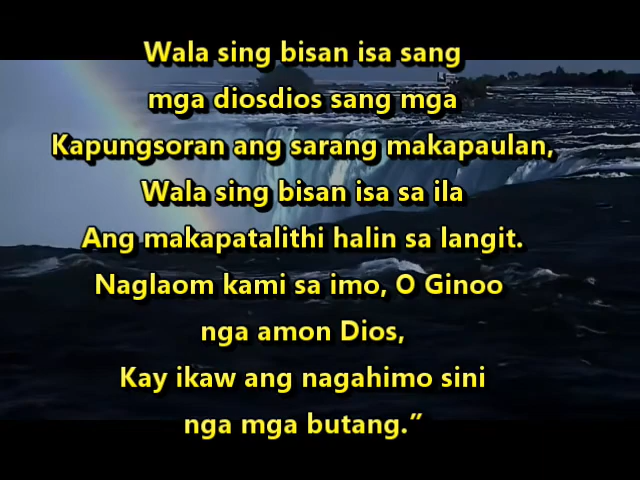 Wala sing bisan isa sang
mga diosdios sang mga
Kapungsoran ang sarang makapaulan,
Wala sing bisan isa sa ila
Ang makapatalithi halin sa langit.
Naglaom kami sa imo, O Ginoo
nga amon Dios,
Kay ikaw ang nagahimo sini
nga mga butang.”